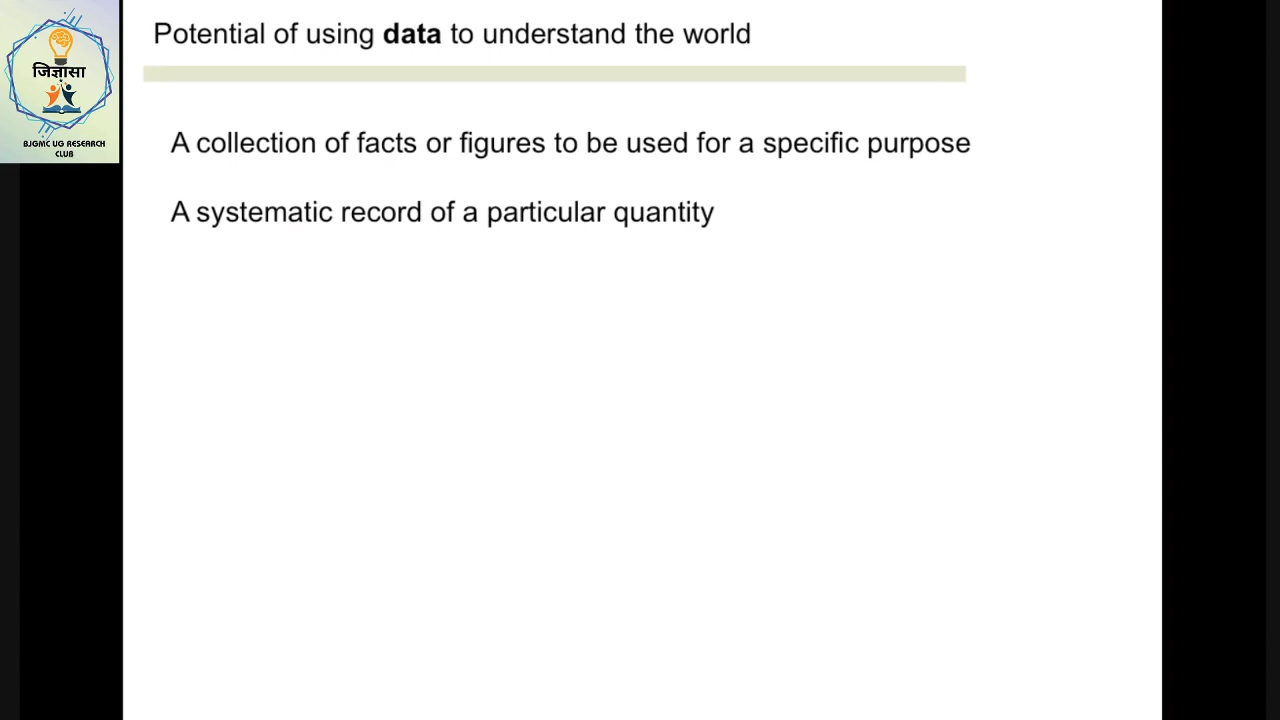 Potential of using data to understand the world
जिज्ञासा
BJGMC UG RESEARCH
CLUB
A collection of facts or figures to be used for a specific purpose
A systematic record of a particular quantity